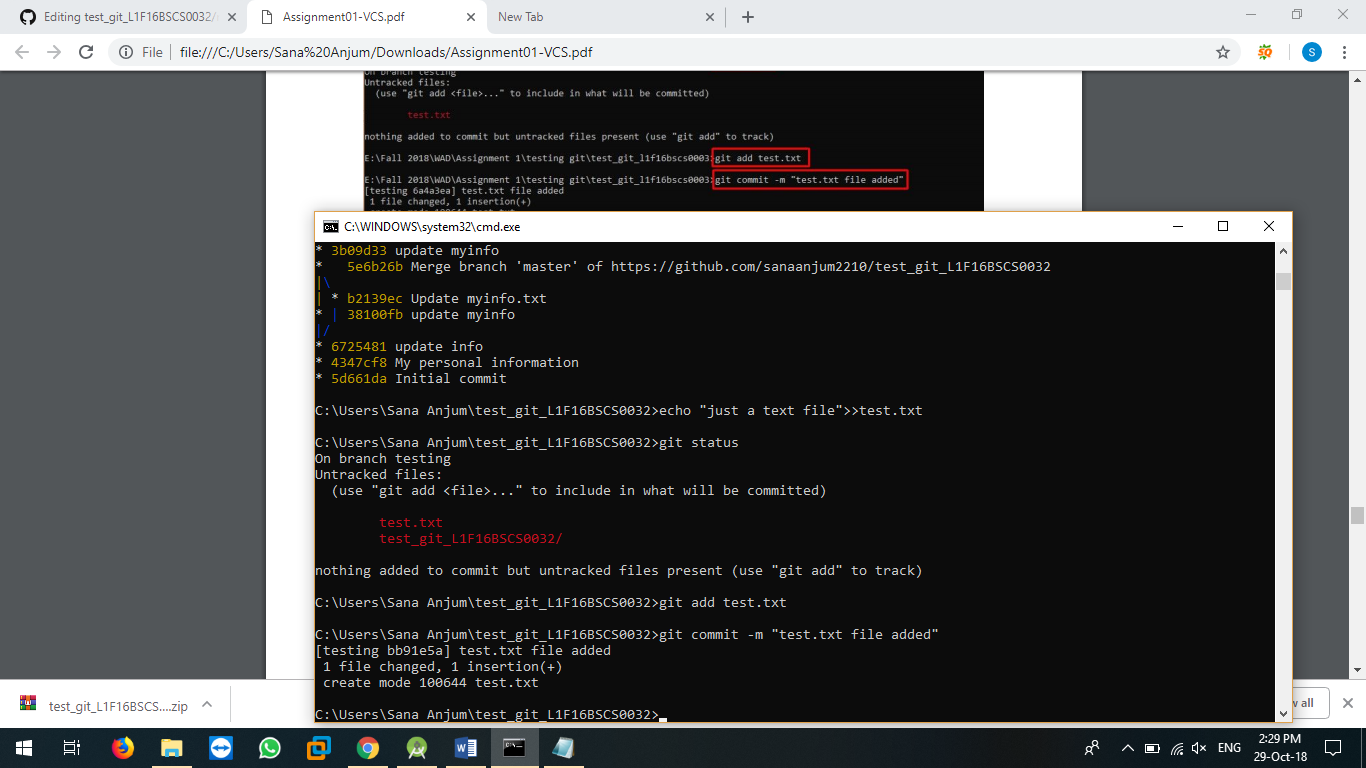 Editing test_git_L1F16BSCS0032/
Assignment01-VCS.pdf
New Tab
File
file:///C:/Users/Sana%20Anjum/Downloads/Assignment01-VCS.pdf
S
On branch testing
Untracked files:
(use "git add <file>..." to include in what will be committed)
test.txt
nothing added to commit but untracked files present (use "git add" to track)
E:\Fall 2018\WAD\Assignment 1\testing git\test_git_l1f16bscs0003>git add test.txt
E:\Fall 2018\WAD\Assignment 1\testing git\test_git_l1f16bscs0003>git commit -m "test.txt file added"
[testing 6a4a3ea] test.txt file added
1 file changed, 1 insertion(+)
create mode 100644 test.txt
C:\WINDOWS\system32\cmd.exe
* 3b09d33 update myinfo
*   5e6b26b Merge branch 'master' of https://github.com/sanaanjum2210/test_git_L1F16BSCS0032
|\
| * b2139ec Update myinfo.txt
* | 38100fb update myinfo
|/
* 6725481 update info
* 4347cf8 My personal information
* 5d661da Initial commit
C:\Users\Sana Anjum\test_git_L1F16BSCS0032>echo "just a text file">>test.txt
C:\Users\Sana Anjum\test_git_L1F16BSCS0032>git status
On branch testing
Untracked files:
(use "git add <file>..." to include in what will be committed)
test.txt
test_git_L1F16BSCS0032/
nothing added to commit but untracked files present (use "git add" to track)
C:\Users\Sana Anjum\test_git_L1F16BSCS0032>git add test.txt
C:\Users\Sana Anjum\test_git_L1F16BSCS0032>git commit -m "test.txt file added"
[testing bb91e5a] test.txt file added
1 file changed, 1 insertion(+)
create mode 100644 test.txt
C:\Users\Sana Anjum\test_git_L1F16BSCS0032>
test_git_L1F16BSCS....zip
w all
ENG
2:29 PM
29-Oct-18